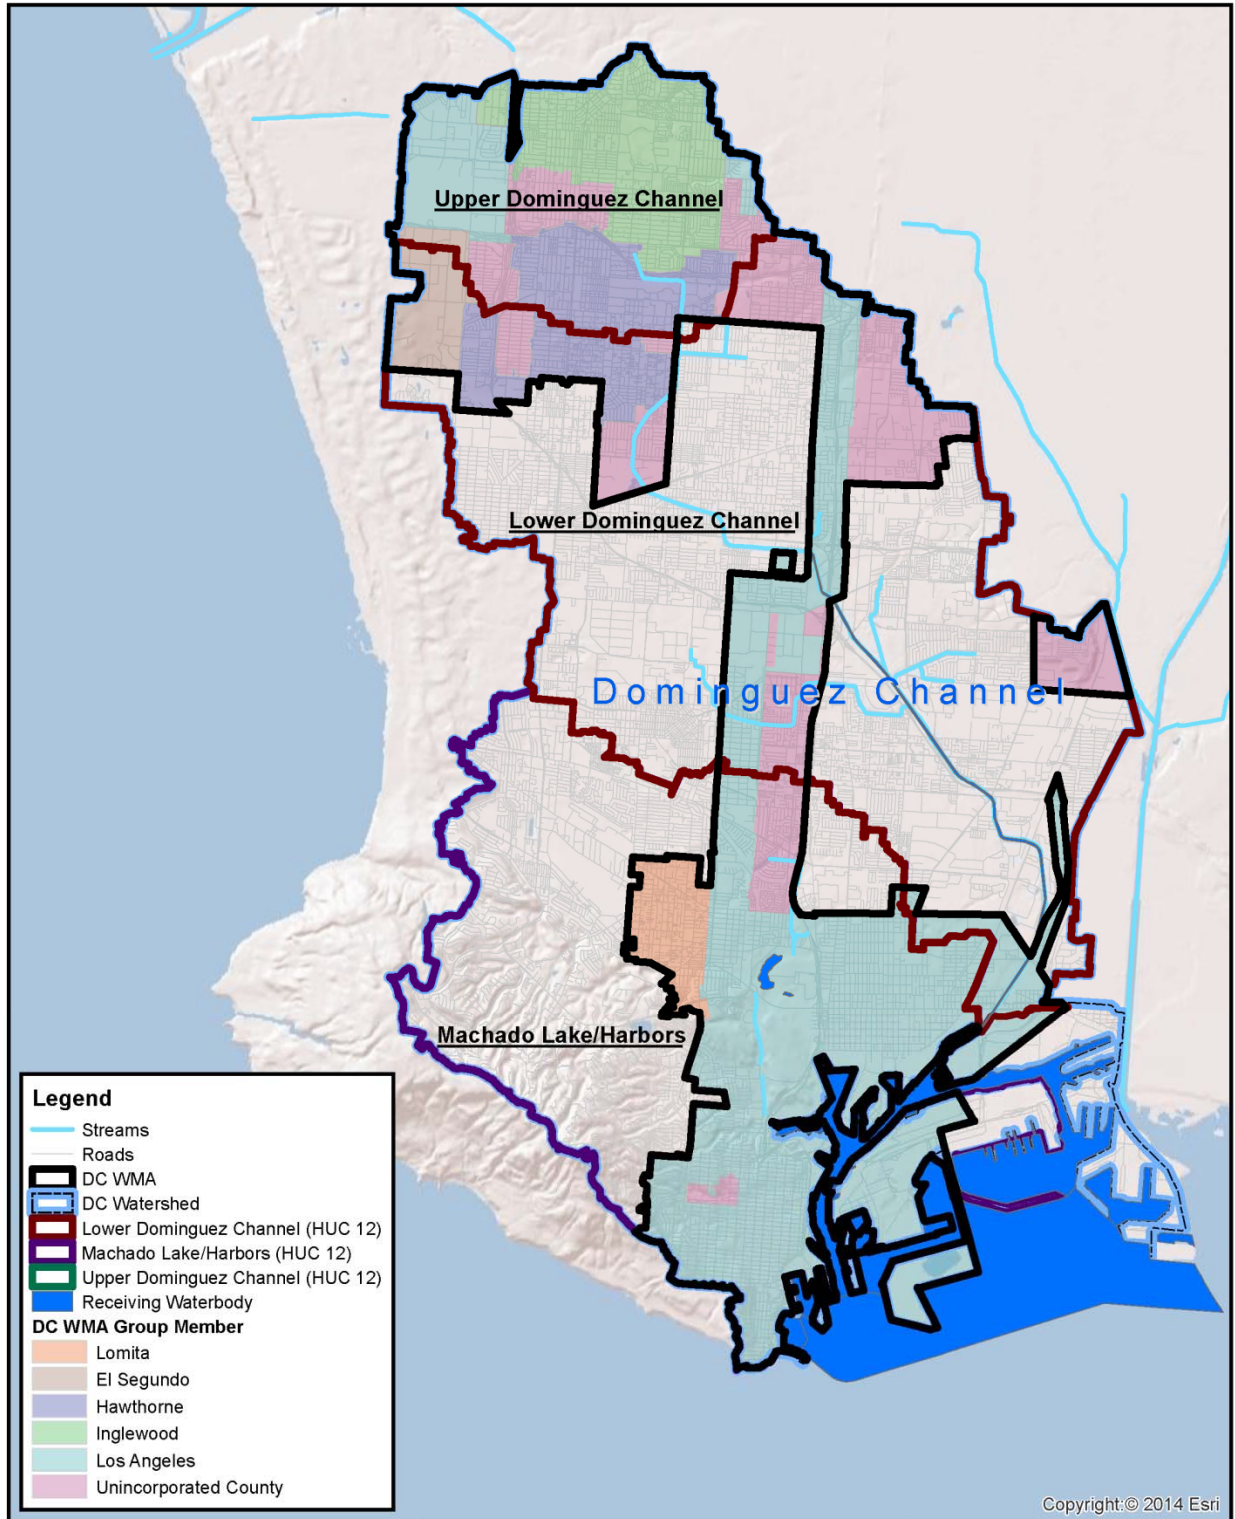 Upper Dominguez Channel
Lower Dominguez Channel
Dominguez Channel
Machado Lake/Harbors
Legend
Streams
Roads
DC WMA
DC Watershed
Lower Dominguez Channel (HUC 12)
Machado Lake/Harbors (HUC 12)
Upper Dominguez Channel (HUC 12)
Receiving Waterbody
DC WMA Group Member
Lomita
El Segundo
Hawthorne
Inglewood
Los Angeles
Unincorporated County
Copyright:© 2014 Esri